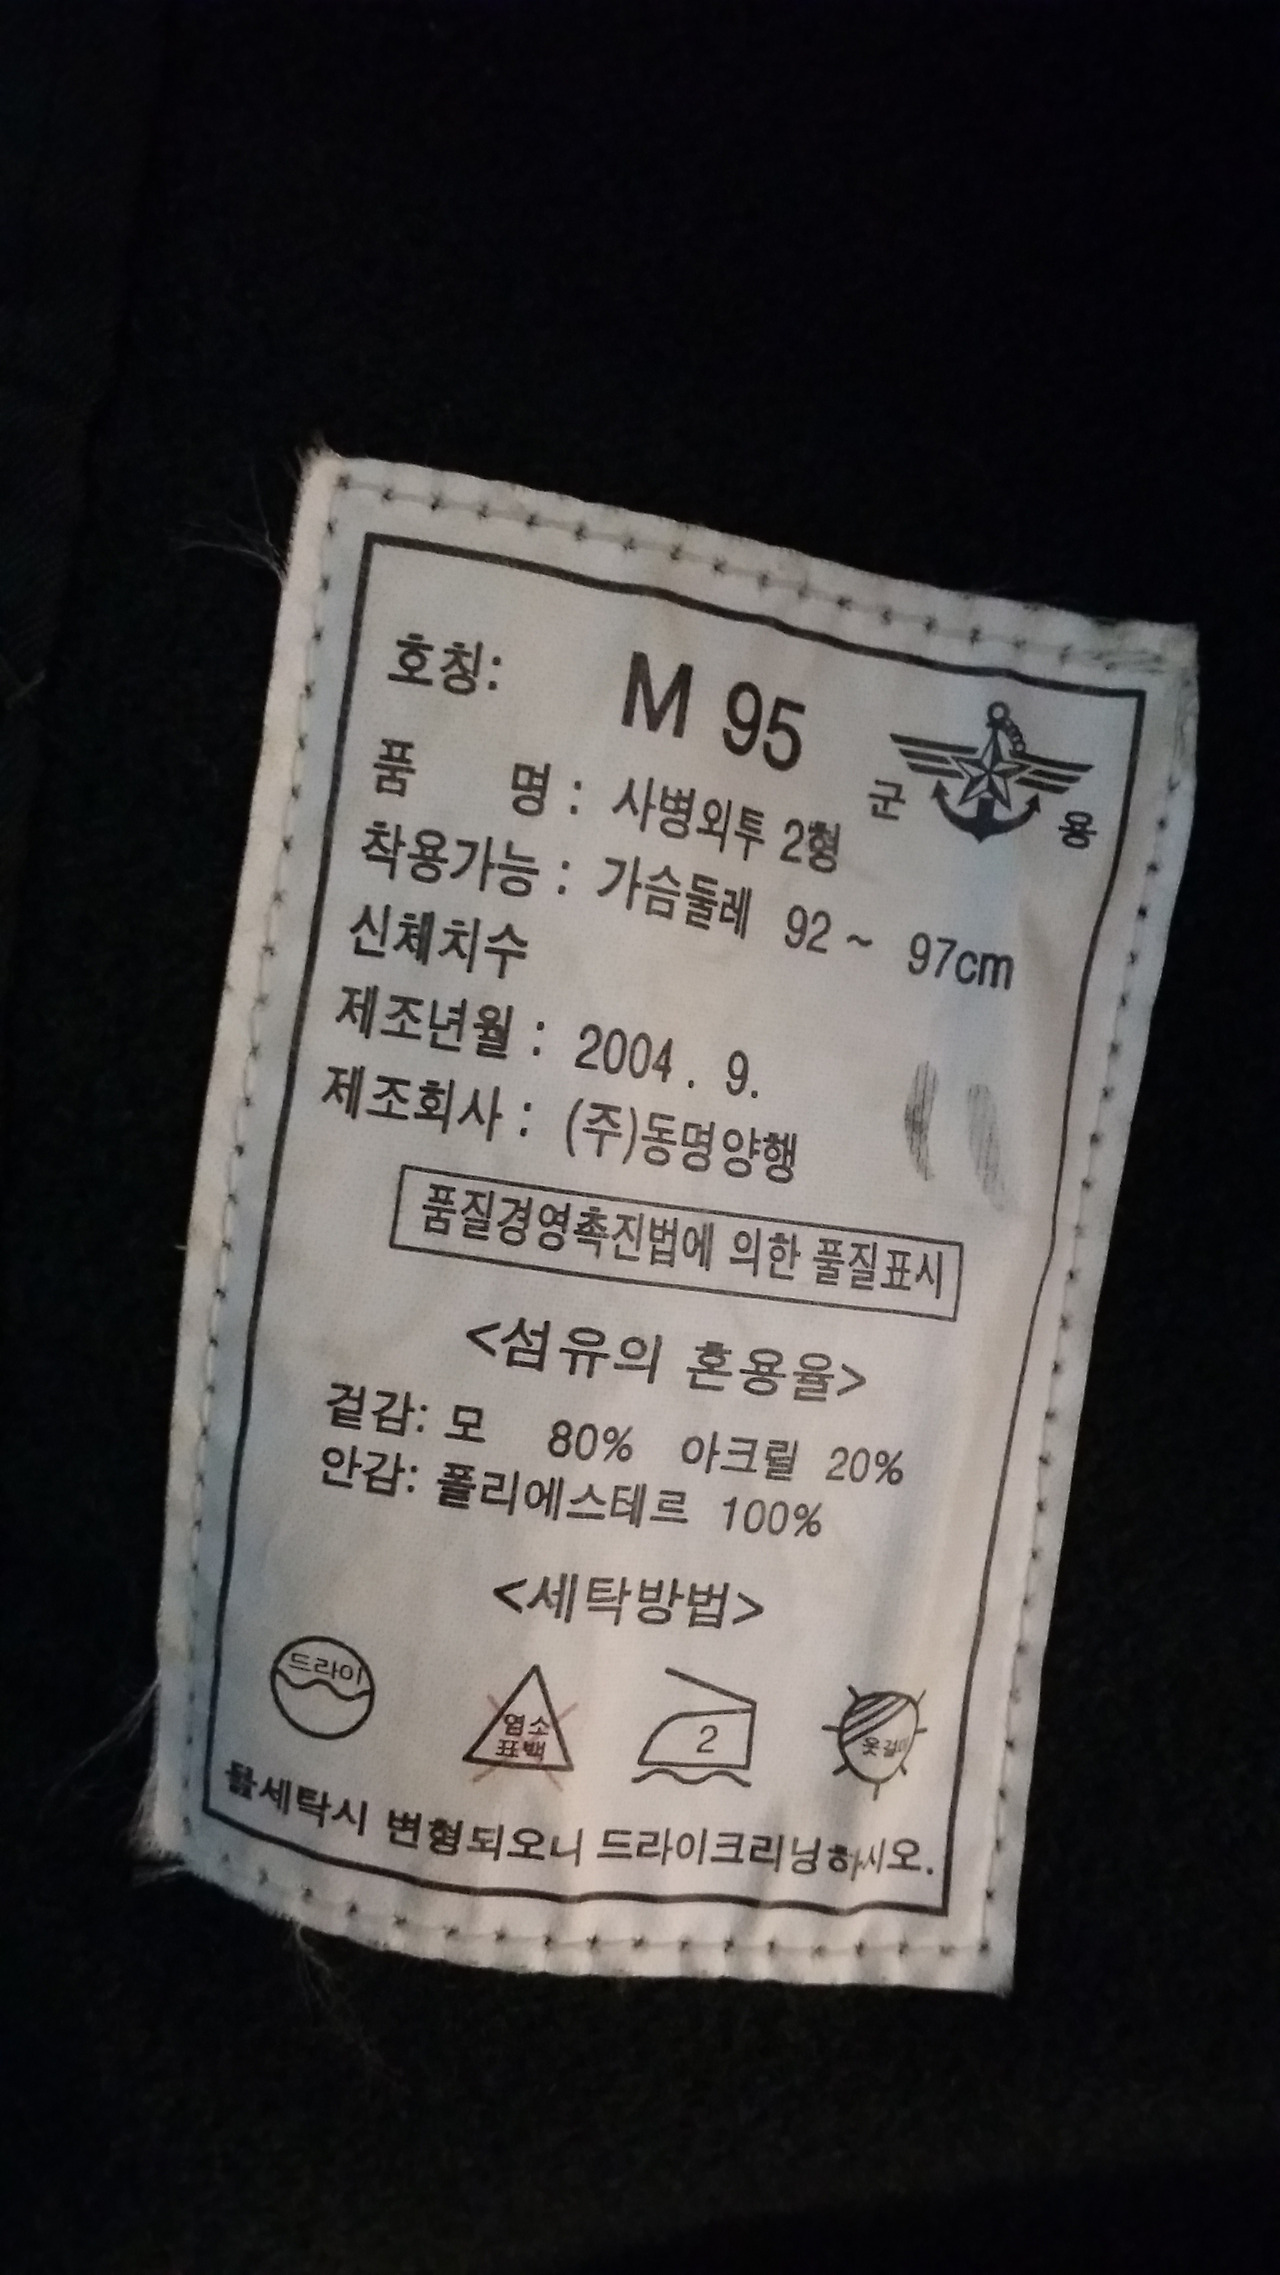 호칭: M 95
군 용
품 명 : 사병외투 2형
착용가능 : 가슴둘레 92 ~ 97cm
신체치수
제조년월 : 2004 . 9.
제조회사 : (주)동명양행
품질경영촉진법에 의한 품질표시
<섬유의 혼용율>
겉감: 모 80% 아크릴 20%
안감: 폴리에스테르 100%
<세탁방법>
드라이
염소
표백
2
옷걸이
물세탁시 변형되오니 드라이크리닝하시오.